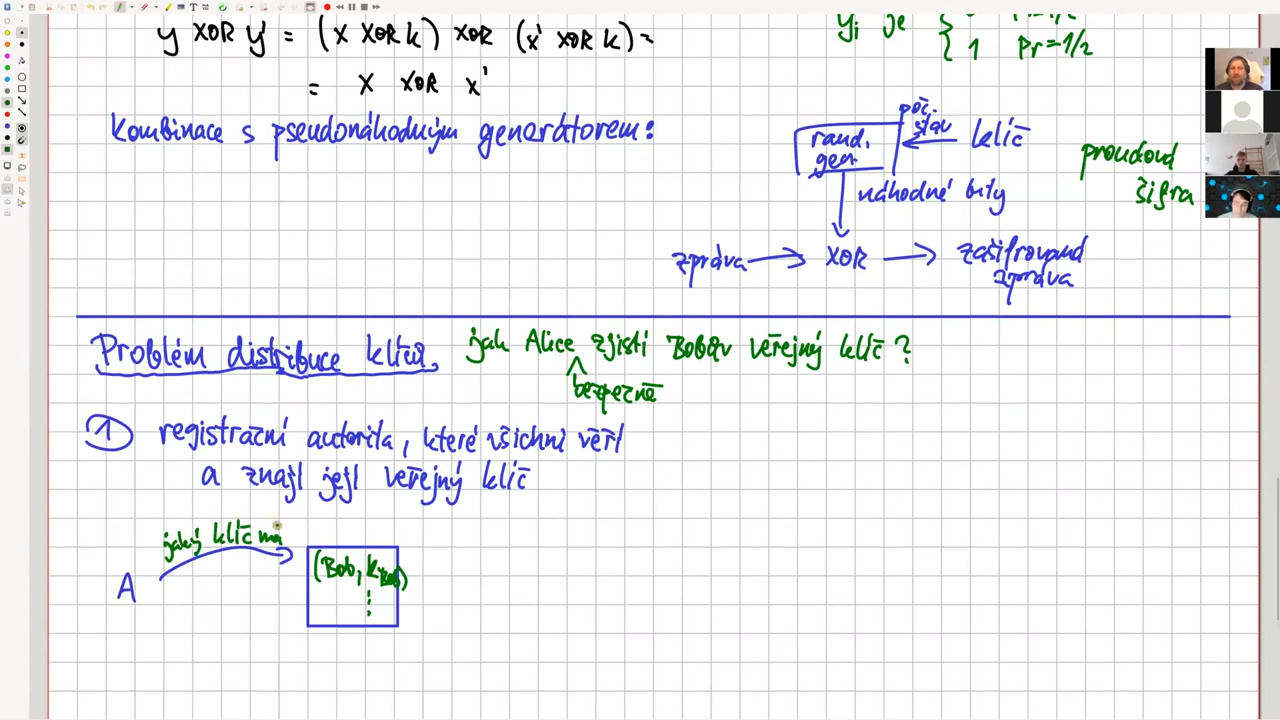 y XOR y' = (x XOR k) XOR (x' XOR k) =
= x XOR x'
yi je { 
1 Pr=1/2
Kombinace s pseudonáhodným generátorem:
rand. gen.
poč. stav
klíč
náhodné bity
proudová šifra
zpráva → XOR → zašifrovaná zpráva
Problém distribuce klíčů.
jak Alice zjistí Bobův veřejný klíč?
bezpečně
1 registrační autorita, které všichni věří
a znají její veřejný klíč
jaký klíč má
A
(Bob, kBob)
⋮